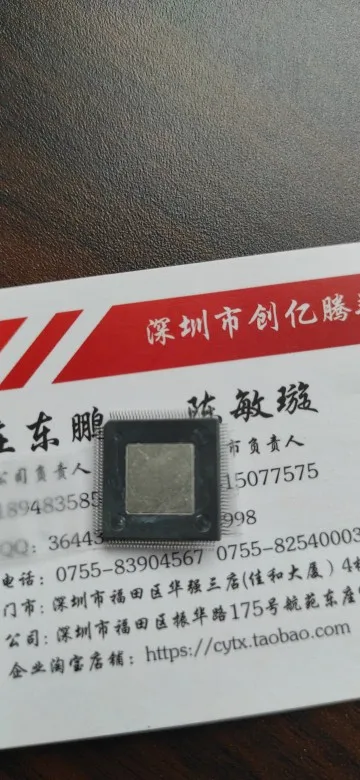 深圳市创亿腾
东鹏 陈敏璇
公司负责人 市负责人
189483585 15077575
QQ: 36443 998
电话: 0755-83904567 0755-82540003
门市: 深圳市福田区华强三店(佳和大厦) 4
公司: 深圳市福田区振华路175号航苑东座
企业淘宝店铺: https://cytx.taobao.com